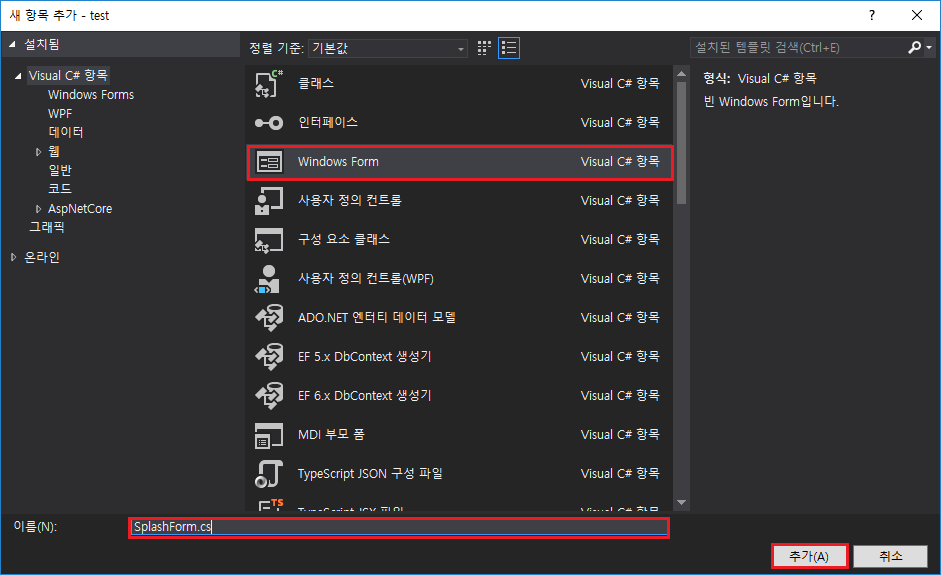 새 항목 추가 - test
?
설치됨
정렬 기준: 기본값
설치된 템플릿 검색(Ctrl+E)
Visual C# 항목
Windows Forms
WPF
데이터
웹
일반
코드
AspNetCore
그래픽
온라인
C#
클래스 Visual C# 항목
인터페이스 Visual C# 항목
Windows Form Visual C# 항목
사용자 정의 컨트롤 Visual C# 항목
구성 요소 클래스 Visual C# 항목
사용자 정의 컨트롤(WPF) Visual C# 항목
ADO.NET 엔터티 데이터 모델 Visual C# 항목
EF 5.x DbContext 생성기 Visual C# 항목
EF 6.x DbContext 생성기 Visual C# 항목
MDI 부모 폼 Visual C# 항목
TypeScript JSON 구성 파일 Visual C# 항목
TS
TypeScript JSX 파일 Visual C# 항목
형식: Visual C# 항목
빈 Windows Form입니다.
이름(N): SplashForm.cs
추가(A) 취소